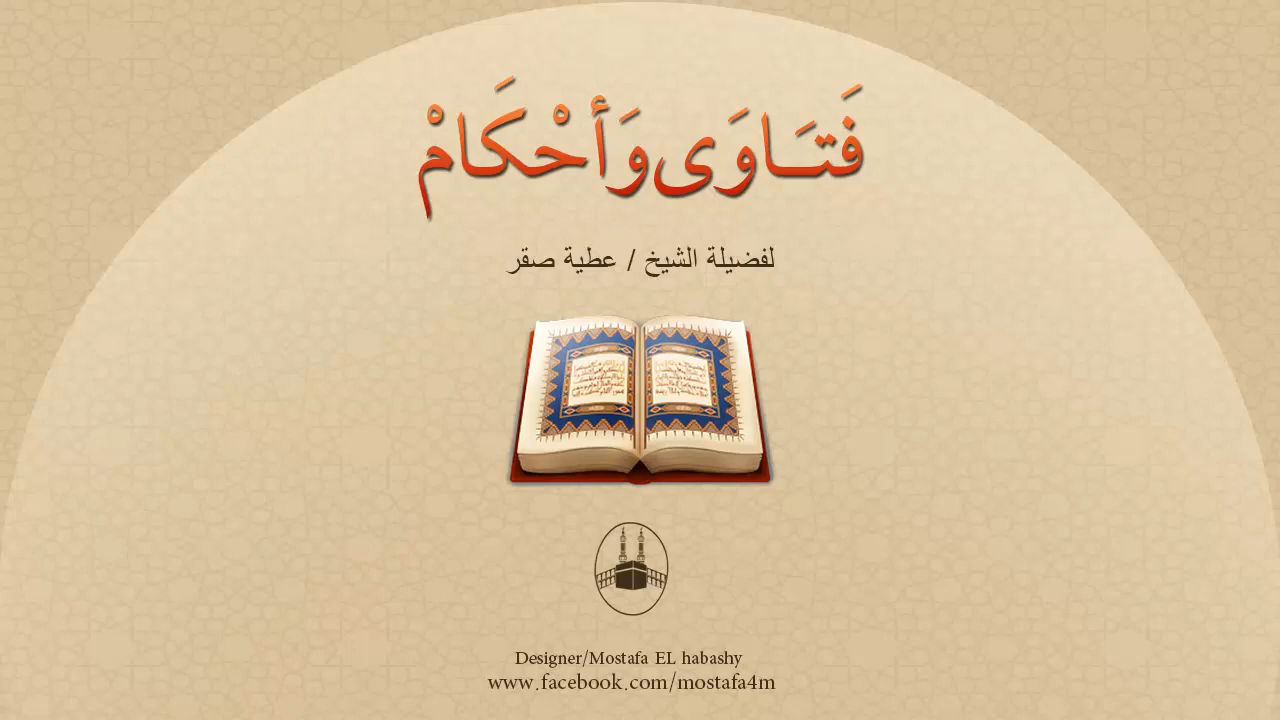 فَتَاوَى وَأَحْكَامْ
لفضيلة الشيخ / عطية صقر
Designer/Mostafa EL habashy
www.facebook.com/mostafa4m